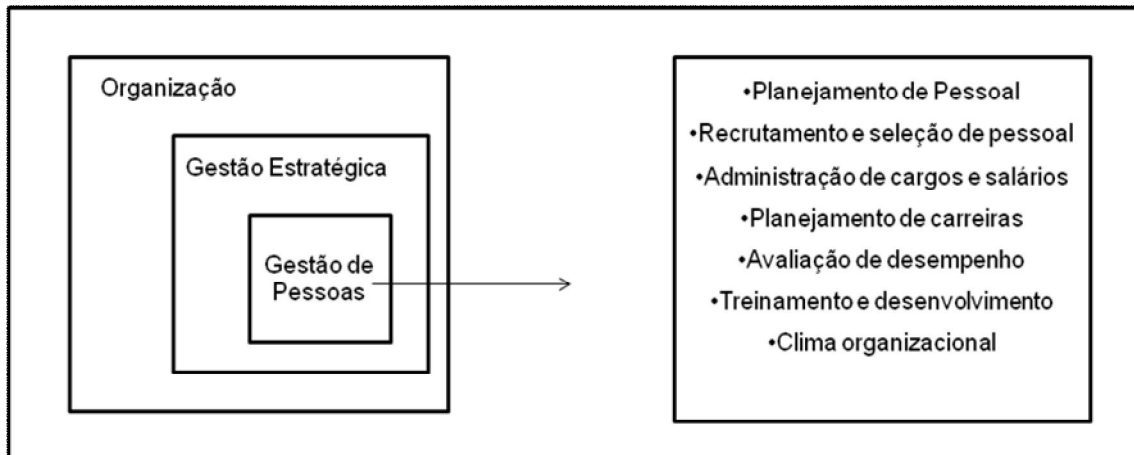 Organização
Gestão Estratégica
Gestão de
Pessoas
•Planejamento de Pessoal
•Recrutamento e seleção de pessoal
•Administração de cargos e salários
•Planejamento de carreiras
•Avaliação de desempenho
•Treinamento e desenvolvimento
•Clima organizacional